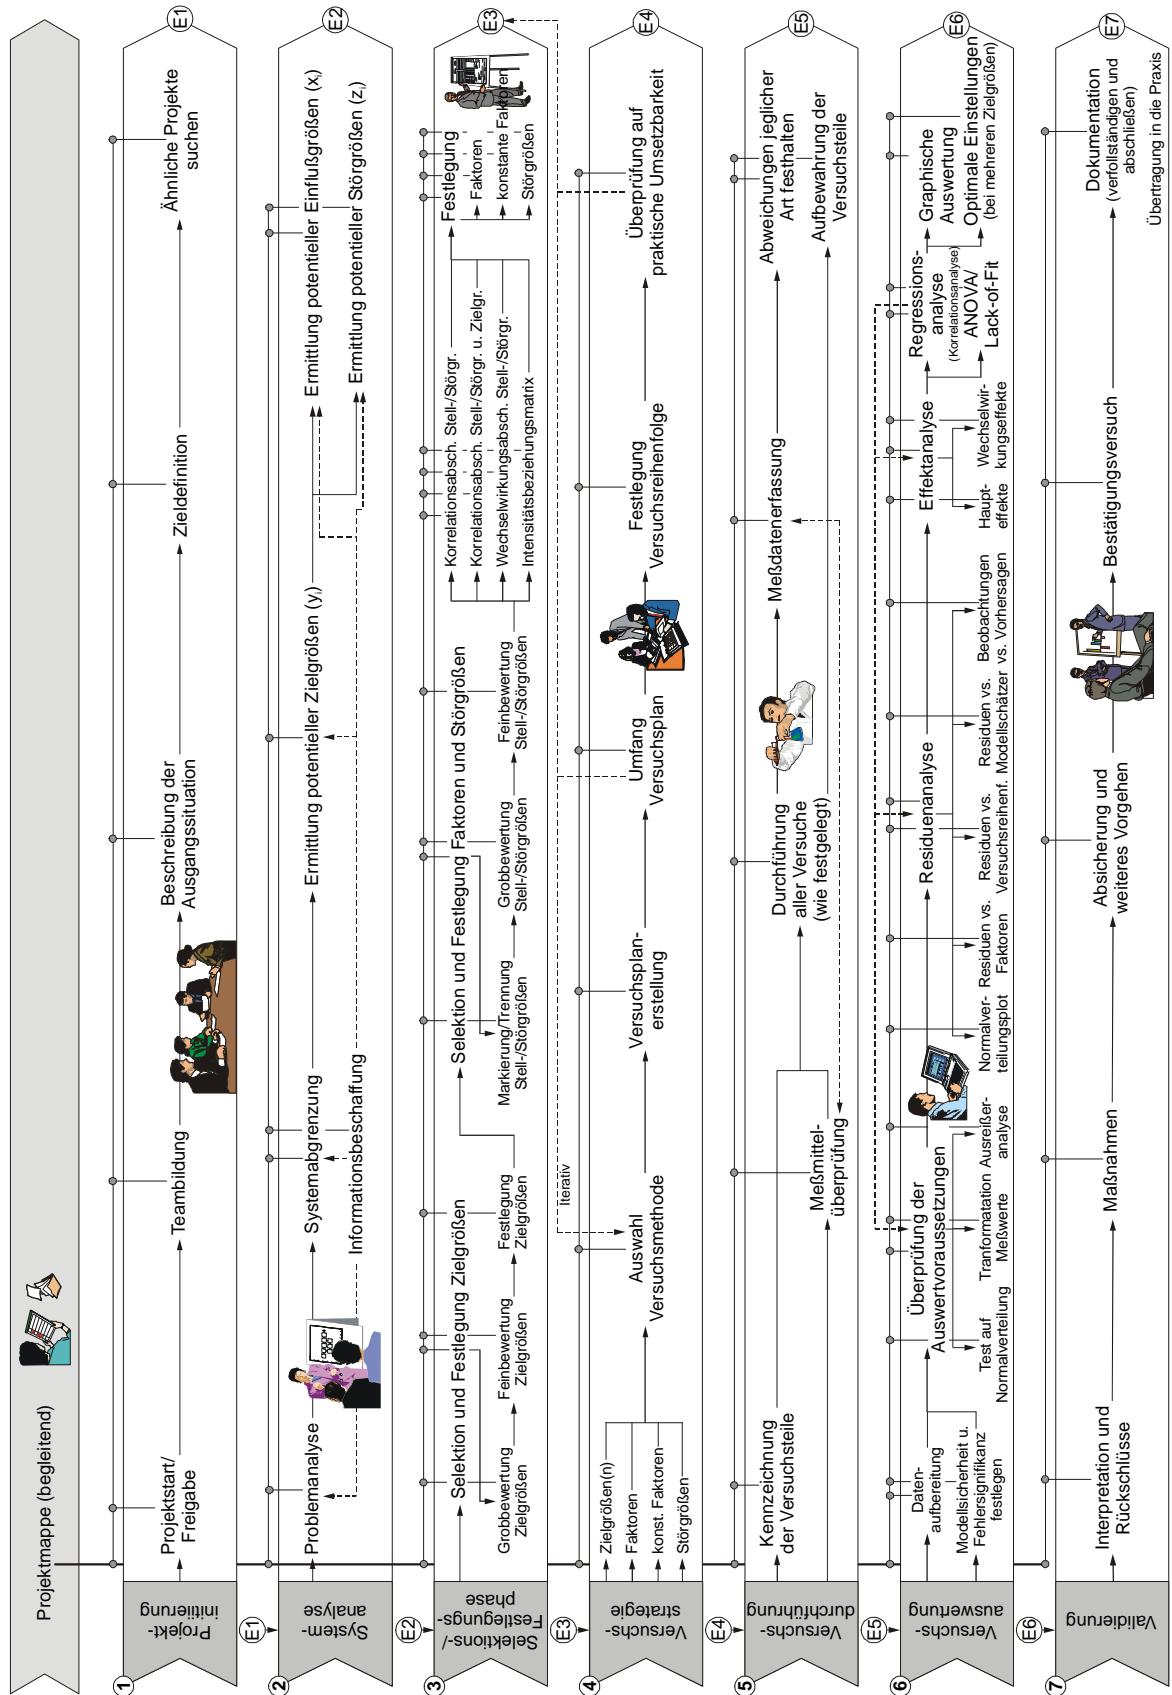 Projektmappe (begleitend)
1
Projekt-
initiierung
Projektstart/
Freigabe
Teambildung
Beschreibung der
Ausgangssituation
Zieldefinition
Ähnliche Projekte
suchen
E1
E1
2
System-
analyse
Problemanalyse
Systemabgrenzung
Ermittlung potentieller Zielgrößen (yᵢ)
Ermittlung potentieller Einflußgrößen (xᵢ)
Ermittlung potentieller Störgrößen (zᵢ)
Informationsbeschaffung
E2
E2
3
Selektions-/
Festlegungs-
phase
Selektion und Festlegung Zielgrößen
Grobbewertung
Zielgrößen
Feinbewertung
Zielgrößen
Festlegung
Zielgrößen
Selektion und Festlegung Faktoren und Störgrößen
Markierung/Trennung
Stell-/Störgrößen
Grobbewertung
Stell-/Störgrößen
Feinbewertung
Stell-/Störgrößen
Korrelationsabsch. Stell-/Störgr.
Korrelationsabsch. Stell-/Störgr. u. Zielgr.
Wechselwirkungsabsch. Stell-/Störgr.
Intensitätsbeziehungsmatrix
Festlegung
Faktoren
konstante Faktoren
Störgrößen
E3
E3
4
Versuchs-
strategie
Zielgrößen(n)
Faktoren
konst. Faktoren
Störgrößen
Iterativ
Auswahl
Versuchsmethode
Versuchsplan-
erstellung
Umfang
Versuchsplan
Festlegung
Versuchsreihenfolge
Überprüfung auf
praktische Umsetzbarkeit
E4
E4
5
Versuchs-
durchführung
Kennzeichnung
der Versuchsteile
Meßmittel-
überprüfung
Durchführung
aller Versuche
(wie festgelegt)
Meßdatenerfassung
Abweichungen jeglicher
Art festhalten
Aufbewahrung der
Versuchsteile
E5
E5
6
Versuchs-
auswertung
Daten-
aufbereitung
Modellsicherheit u.
Fehlersignifikanz
festlegen
Überprüfung der
Auswertvoraussetzungen
Test auf
Normalverteilung
Tranformatation
Meßwerte
Ausreißer-
analyse
Residuenanalyse
Normalver-
teilungsplot
Residuen vs.
Faktoren
Residuen vs.
Versuchsreihenf.
Residuen vs.
Modellschätzer
Beobachtungen
vs. Vorhersagen
Effektanalyse
Haupt-
effekte
Wechselwir-
kungseffekte
Regressions-
analyse
(Korrelationsanalyse)
ANOVA/
Lack-of-Fit
Graphische
Auswertung
Optimale Einstellungen
(bei mehreren Zielgrößen)
E6
E6
7
Validierung
Interpretation und
Rückschlüsse
Maßnahmen
Absicherung und
weiteres Vorgehen
Bestätigungsversuch
Dokumentation
(verfollständigen und
abschließen)
Übertragung in die Praxis
E7